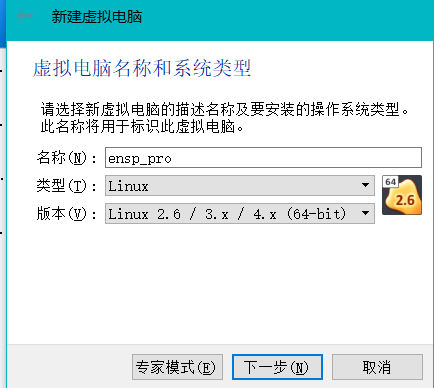 新建虚拟电脑
虚拟电脑名称和系统类型
请选择新虚拟电脑的描述名称及要安装的操作系统类型。
此名称将用于标识此虚拟电脑。
名称(N)： ensp_pro
类型(T)： Linux
64
版本(V)： Linux 2.6 / 3.x / 4.x (64-bit)
2.6
专家模式(E) 下一步(N) 取消